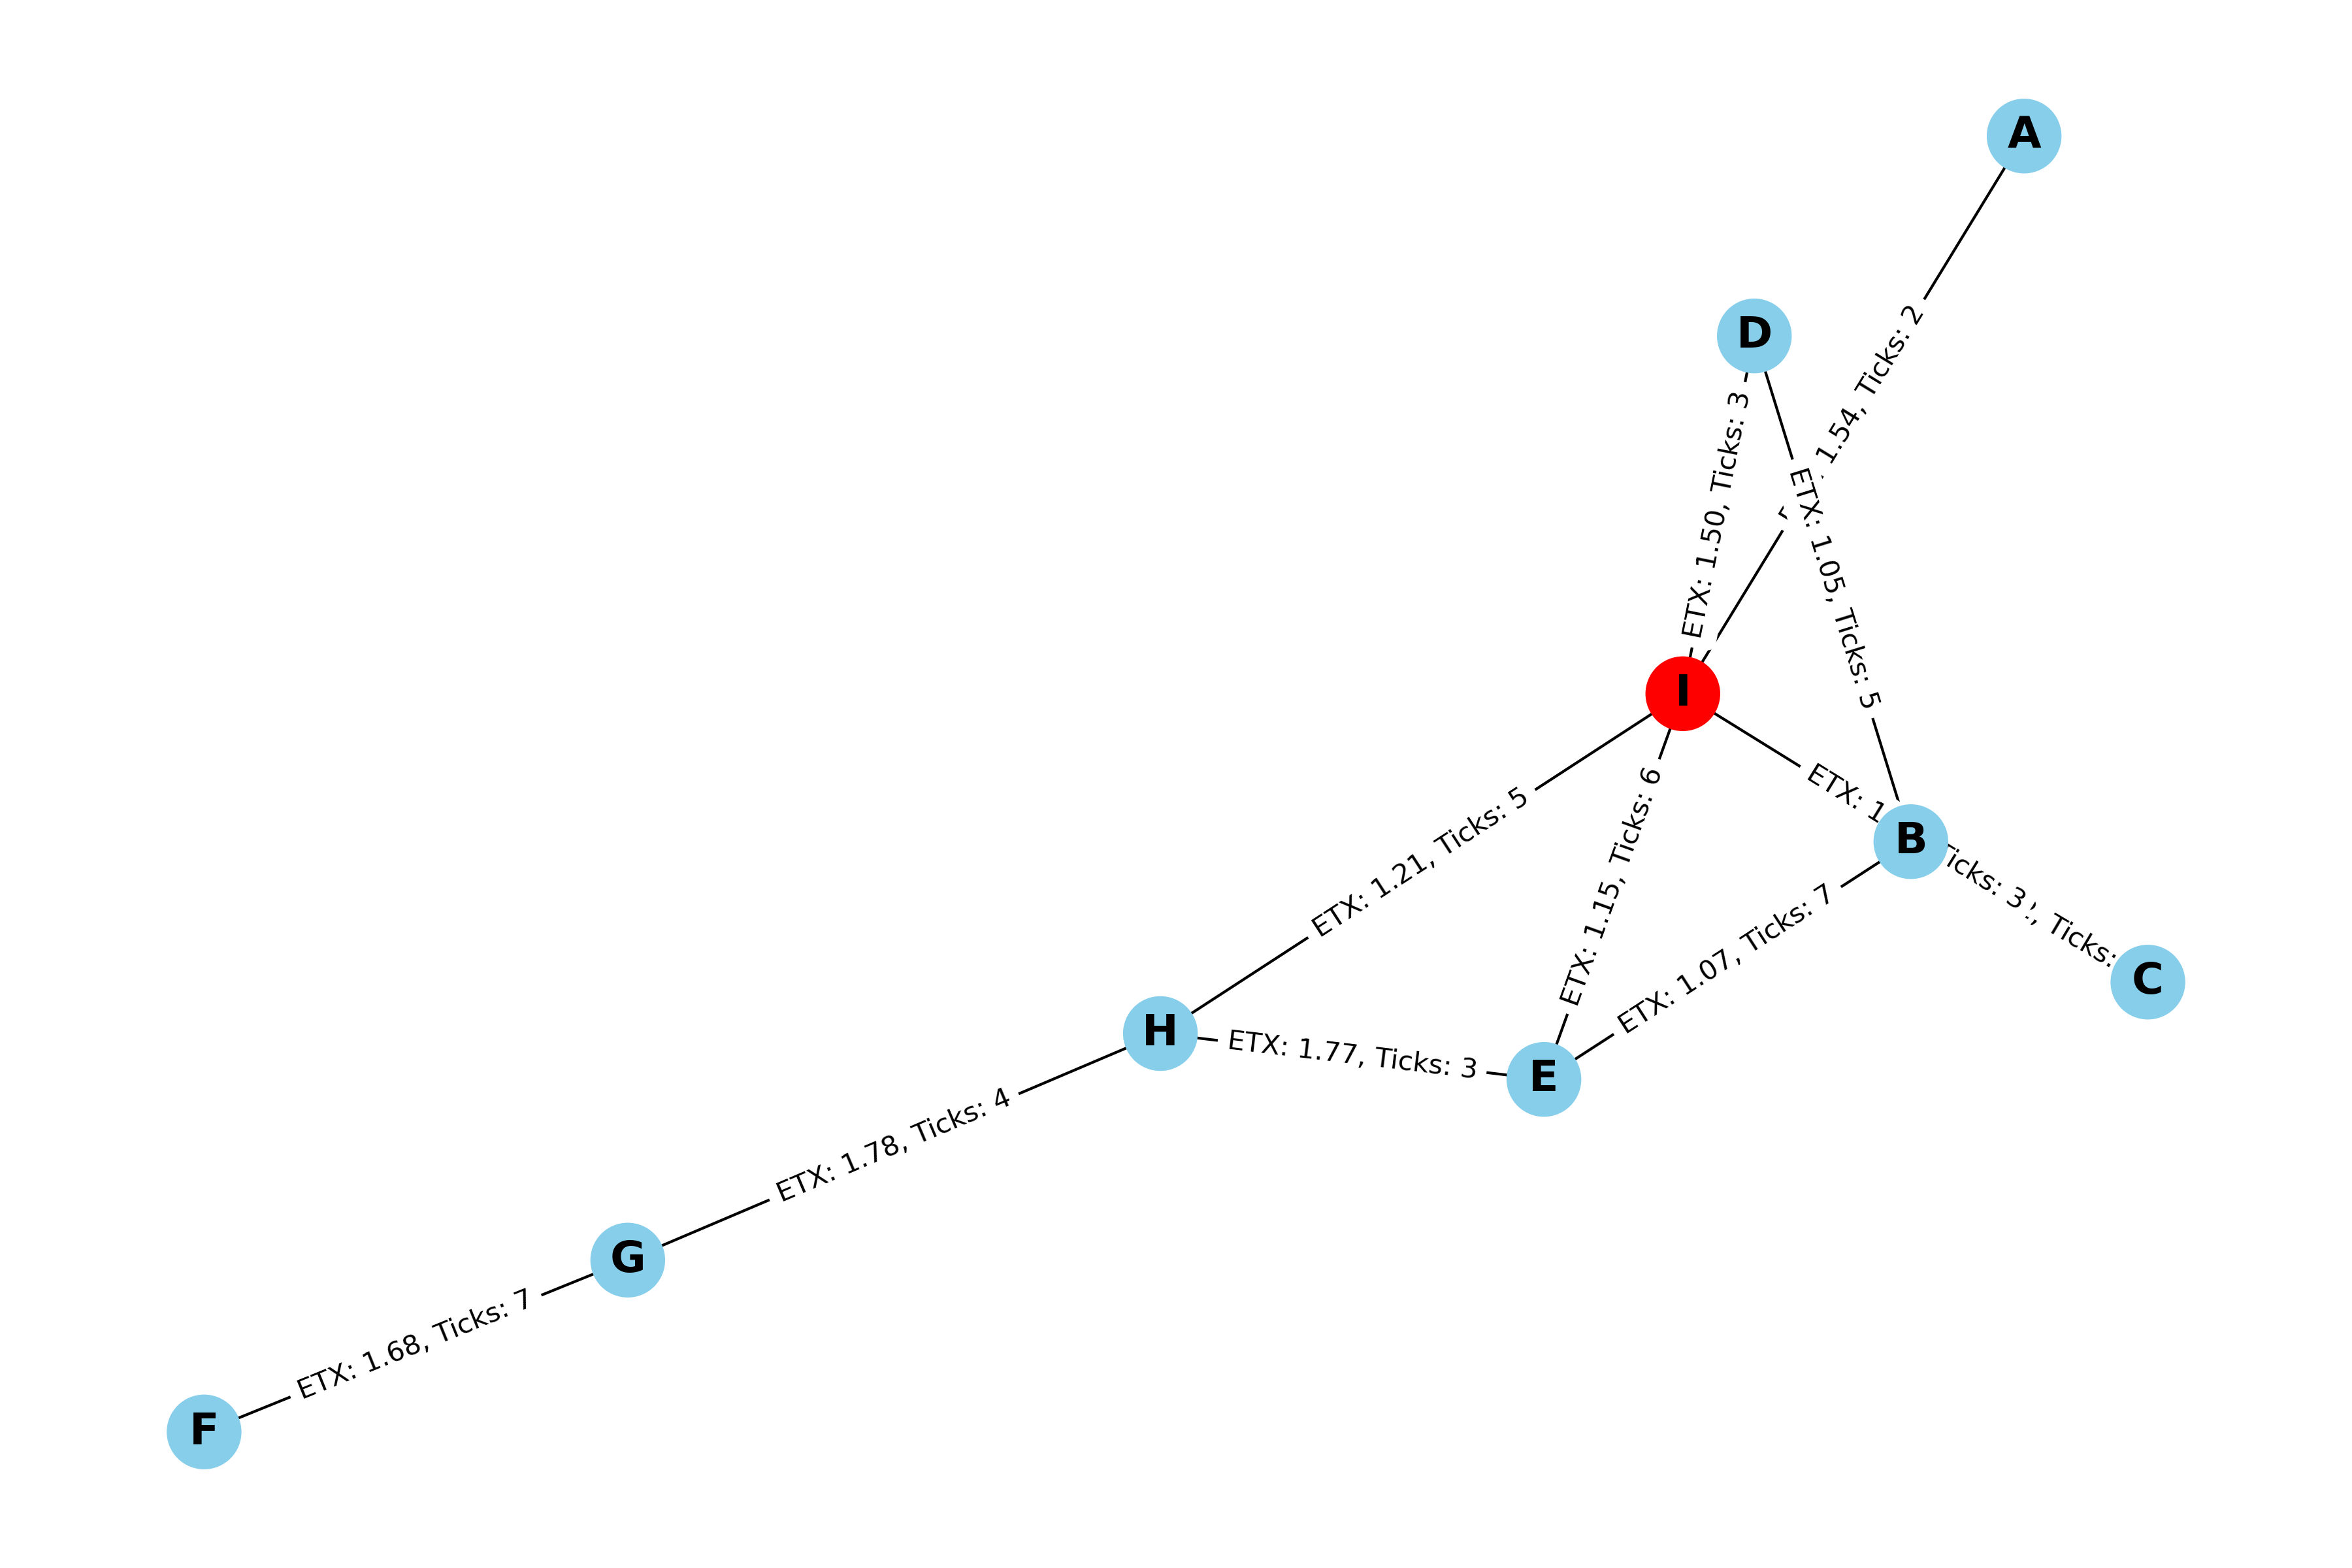 A
D
1.54, Ticks: 2
ETX: 1.50, Ticks: 3
ETX: 1.05, Ticks: 5
I
ETX: 1.21, Ticks: 5
ETX: 1.15, Ticks: 6
ETX: 1
B
icks: 3
, Ticks:
ETX: 1.07, Ticks: 7
C
H
ETX: 1.77, Ticks: 3
E
ETX: 1.78, Ticks: 4
G
ETX: 1.68, Ticks: 7
F